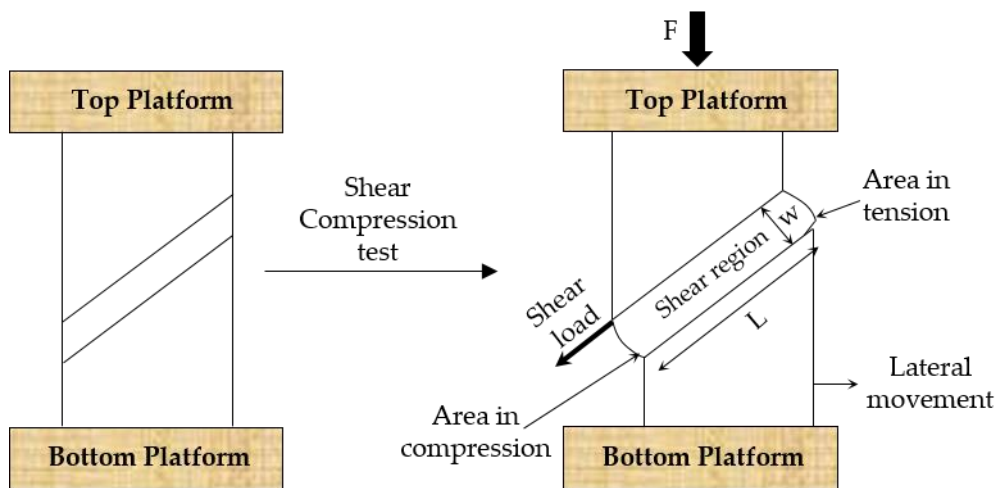 Top Platform
Bottom Platform
Shear
Compression
test
F
Top Platform
Area in
tension
w
Shear region
L
Shear
load
Lateral
movement
Area in
compression
Bottom Platform